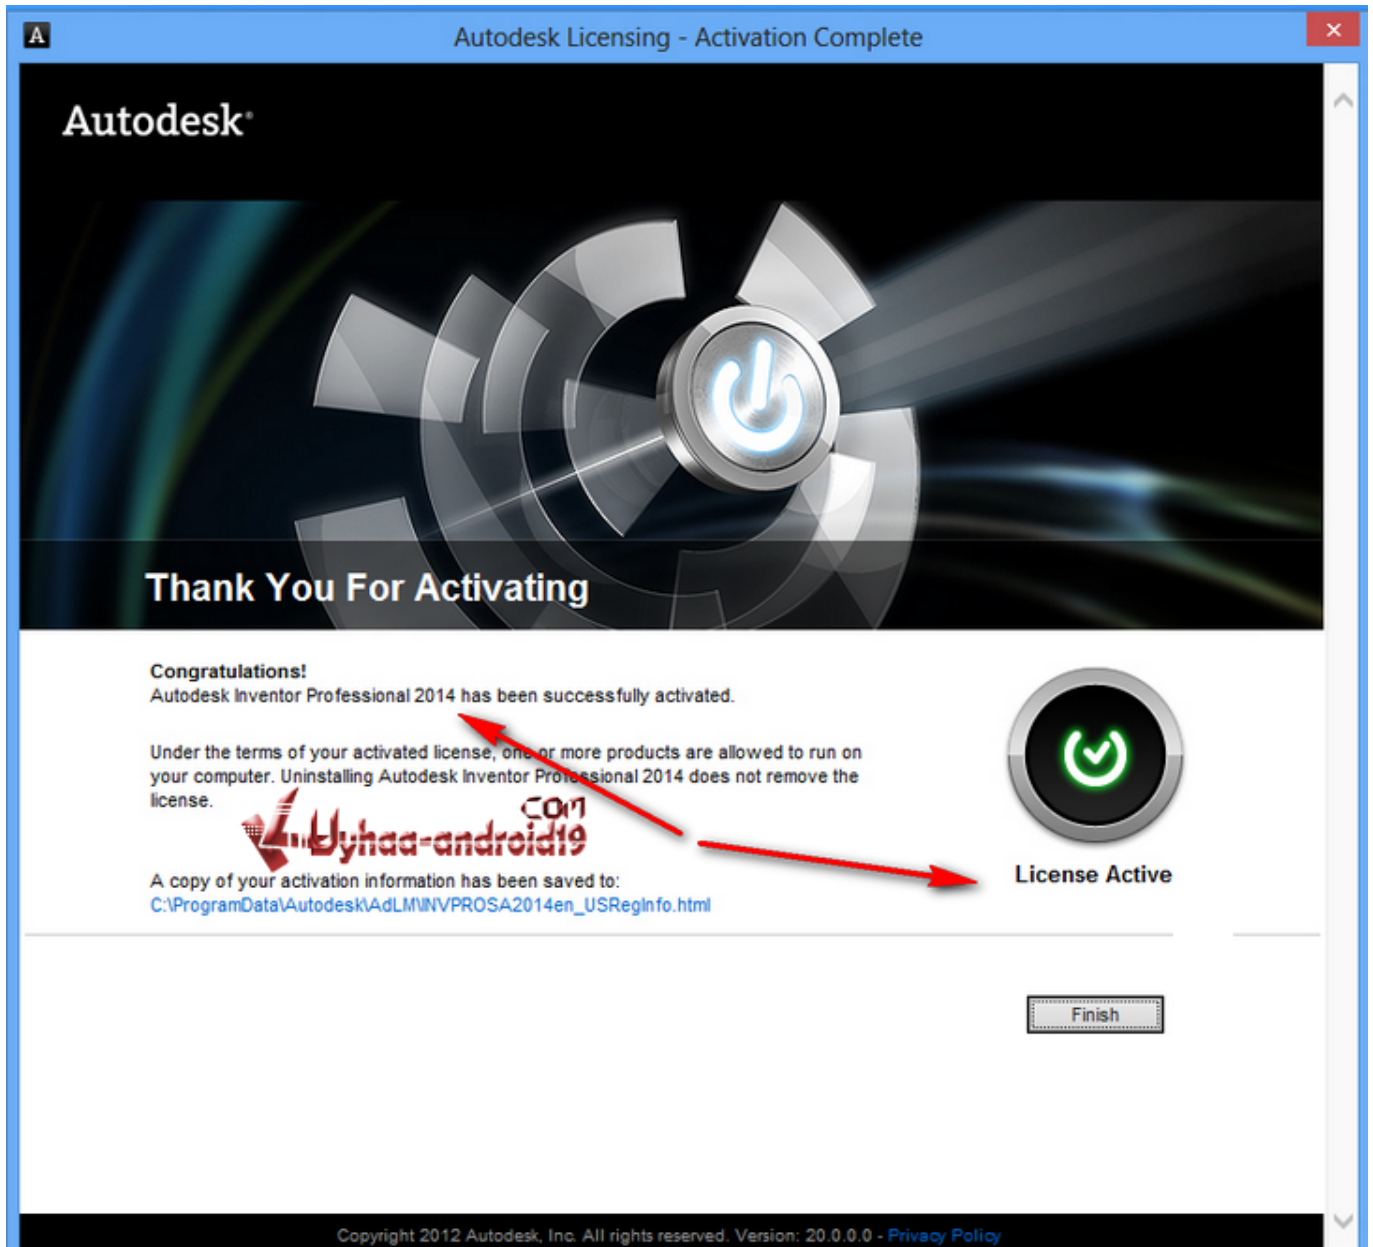 A
Autodesk Licensing - Activation Complete
Autodesk®
Thank You For Activating
Congratulations!
Autodesk Inventor Professional 2014 has been successfully activated.
Under the terms of your activated license, one or more products are allowed to run on
your computer. Uninstalling Autodesk Inventor Professional 2014 does not remove the
license.
.COM
Uyhaa-android19
A copy of your activation information has been saved to:
C:\ProgramData\Autodesk\AdLM\INVPROSA2014en_USRegInfo.html
License Active
Finish
Copyright 2012 Autodesk, Inc. All rights reserved. Version: 20.0.0.0 - Privacy Policy